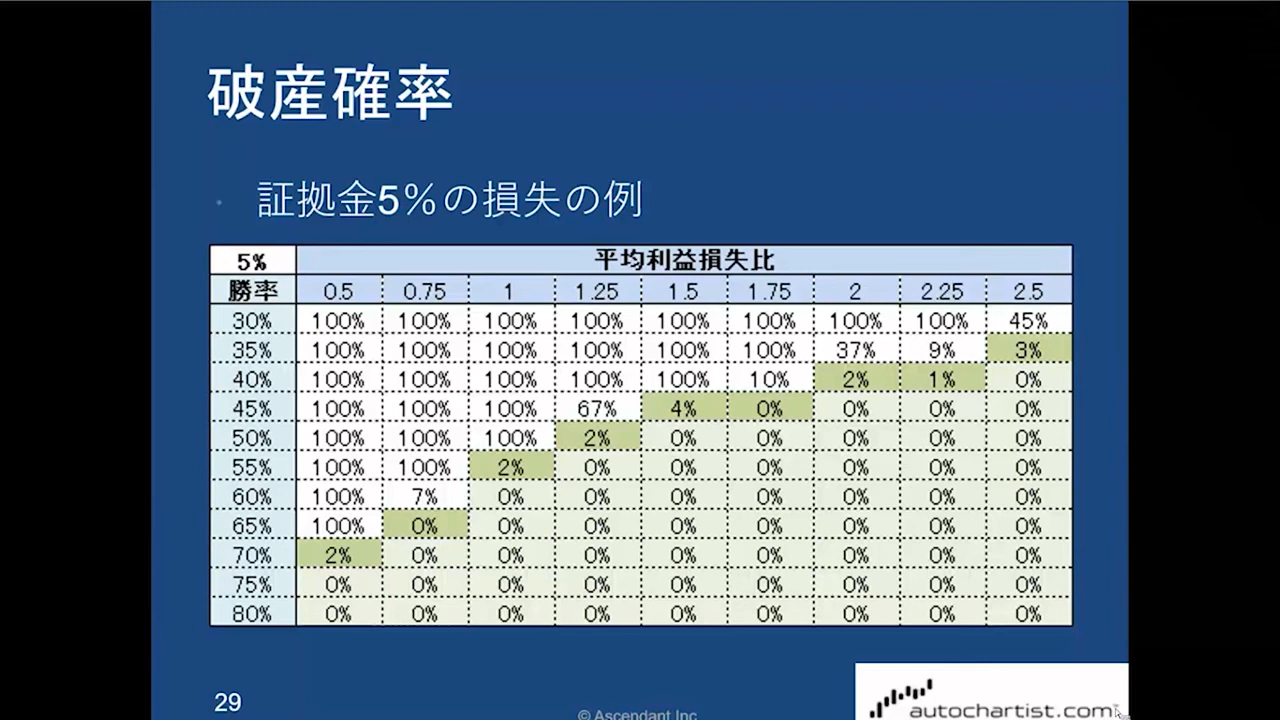 破産確率
・ 証拠金5%の損失の例
5% 平均利益損失比
勝率 0.5 0.75 1 1.25 1.5 1.75 2 2.25 2.5
30% 100% 100% 100% 100% 100% 100% 100% 100% 45%
35% 100% 100% 100% 100% 100% 100% 37% 9% 3%
40% 100% 100% 100% 100% 100% 10% 2% 1% 0%
45% 100% 100% 100% 67% 4% 0% 0% 0% 0%
50% 100% 100% 100% 2% 0% 0% 0% 0% 0%
55% 100% 100% 2% 0% 0% 0% 0% 0% 0%
60% 100% 7% 0% 0% 0% 0% 0% 0% 0%
65% 100% 0% 0% 0% 0% 0% 0% 0% 0%
70% 2% 0% 0% 0% 0% 0% 0% 0% 0%
75% 0% 0% 0% 0% 0% 0% 0% 0% 0%
80% 0% 0% 0% 0% 0% 0% 0% 0% 0%
29
© Ascendant Inc
autochartist.com